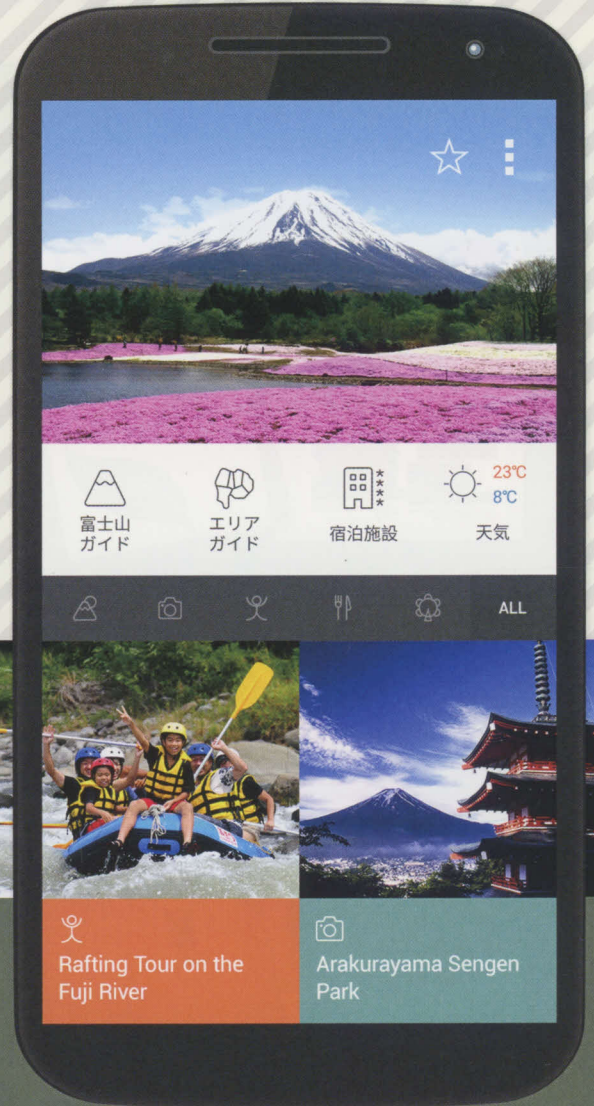 富士山
ガイド
エリア
ガイド
宿泊施設
23℃
8℃
天気
ALL
Rafting Tour on the
Fuji River
Arakurayama Sengen
Park